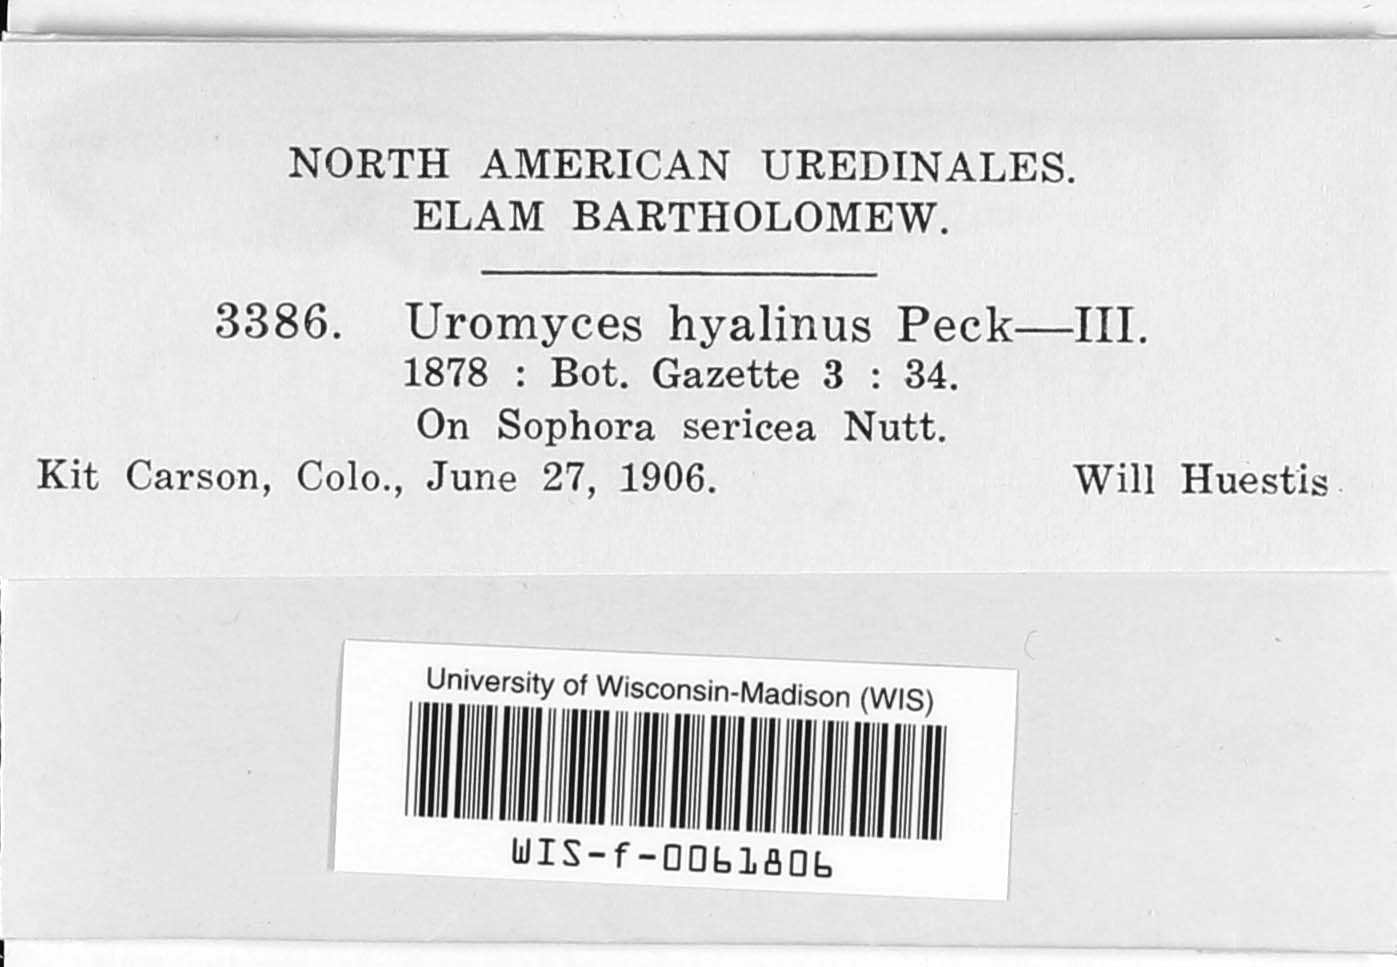 NORTH AMERICAN UREDINALES.
ELAM BARTHOLOMEW.
3386. Uromyces hyalinus Peck—III.
1878 : Bot. Gazette 3 : 34.
On Sophora sericea Nutt.
Kit Carson, Colo., June 27, 1906. Will Huestis.
University of Wisconsin-Madison (WIS)
WIS-f-0061806